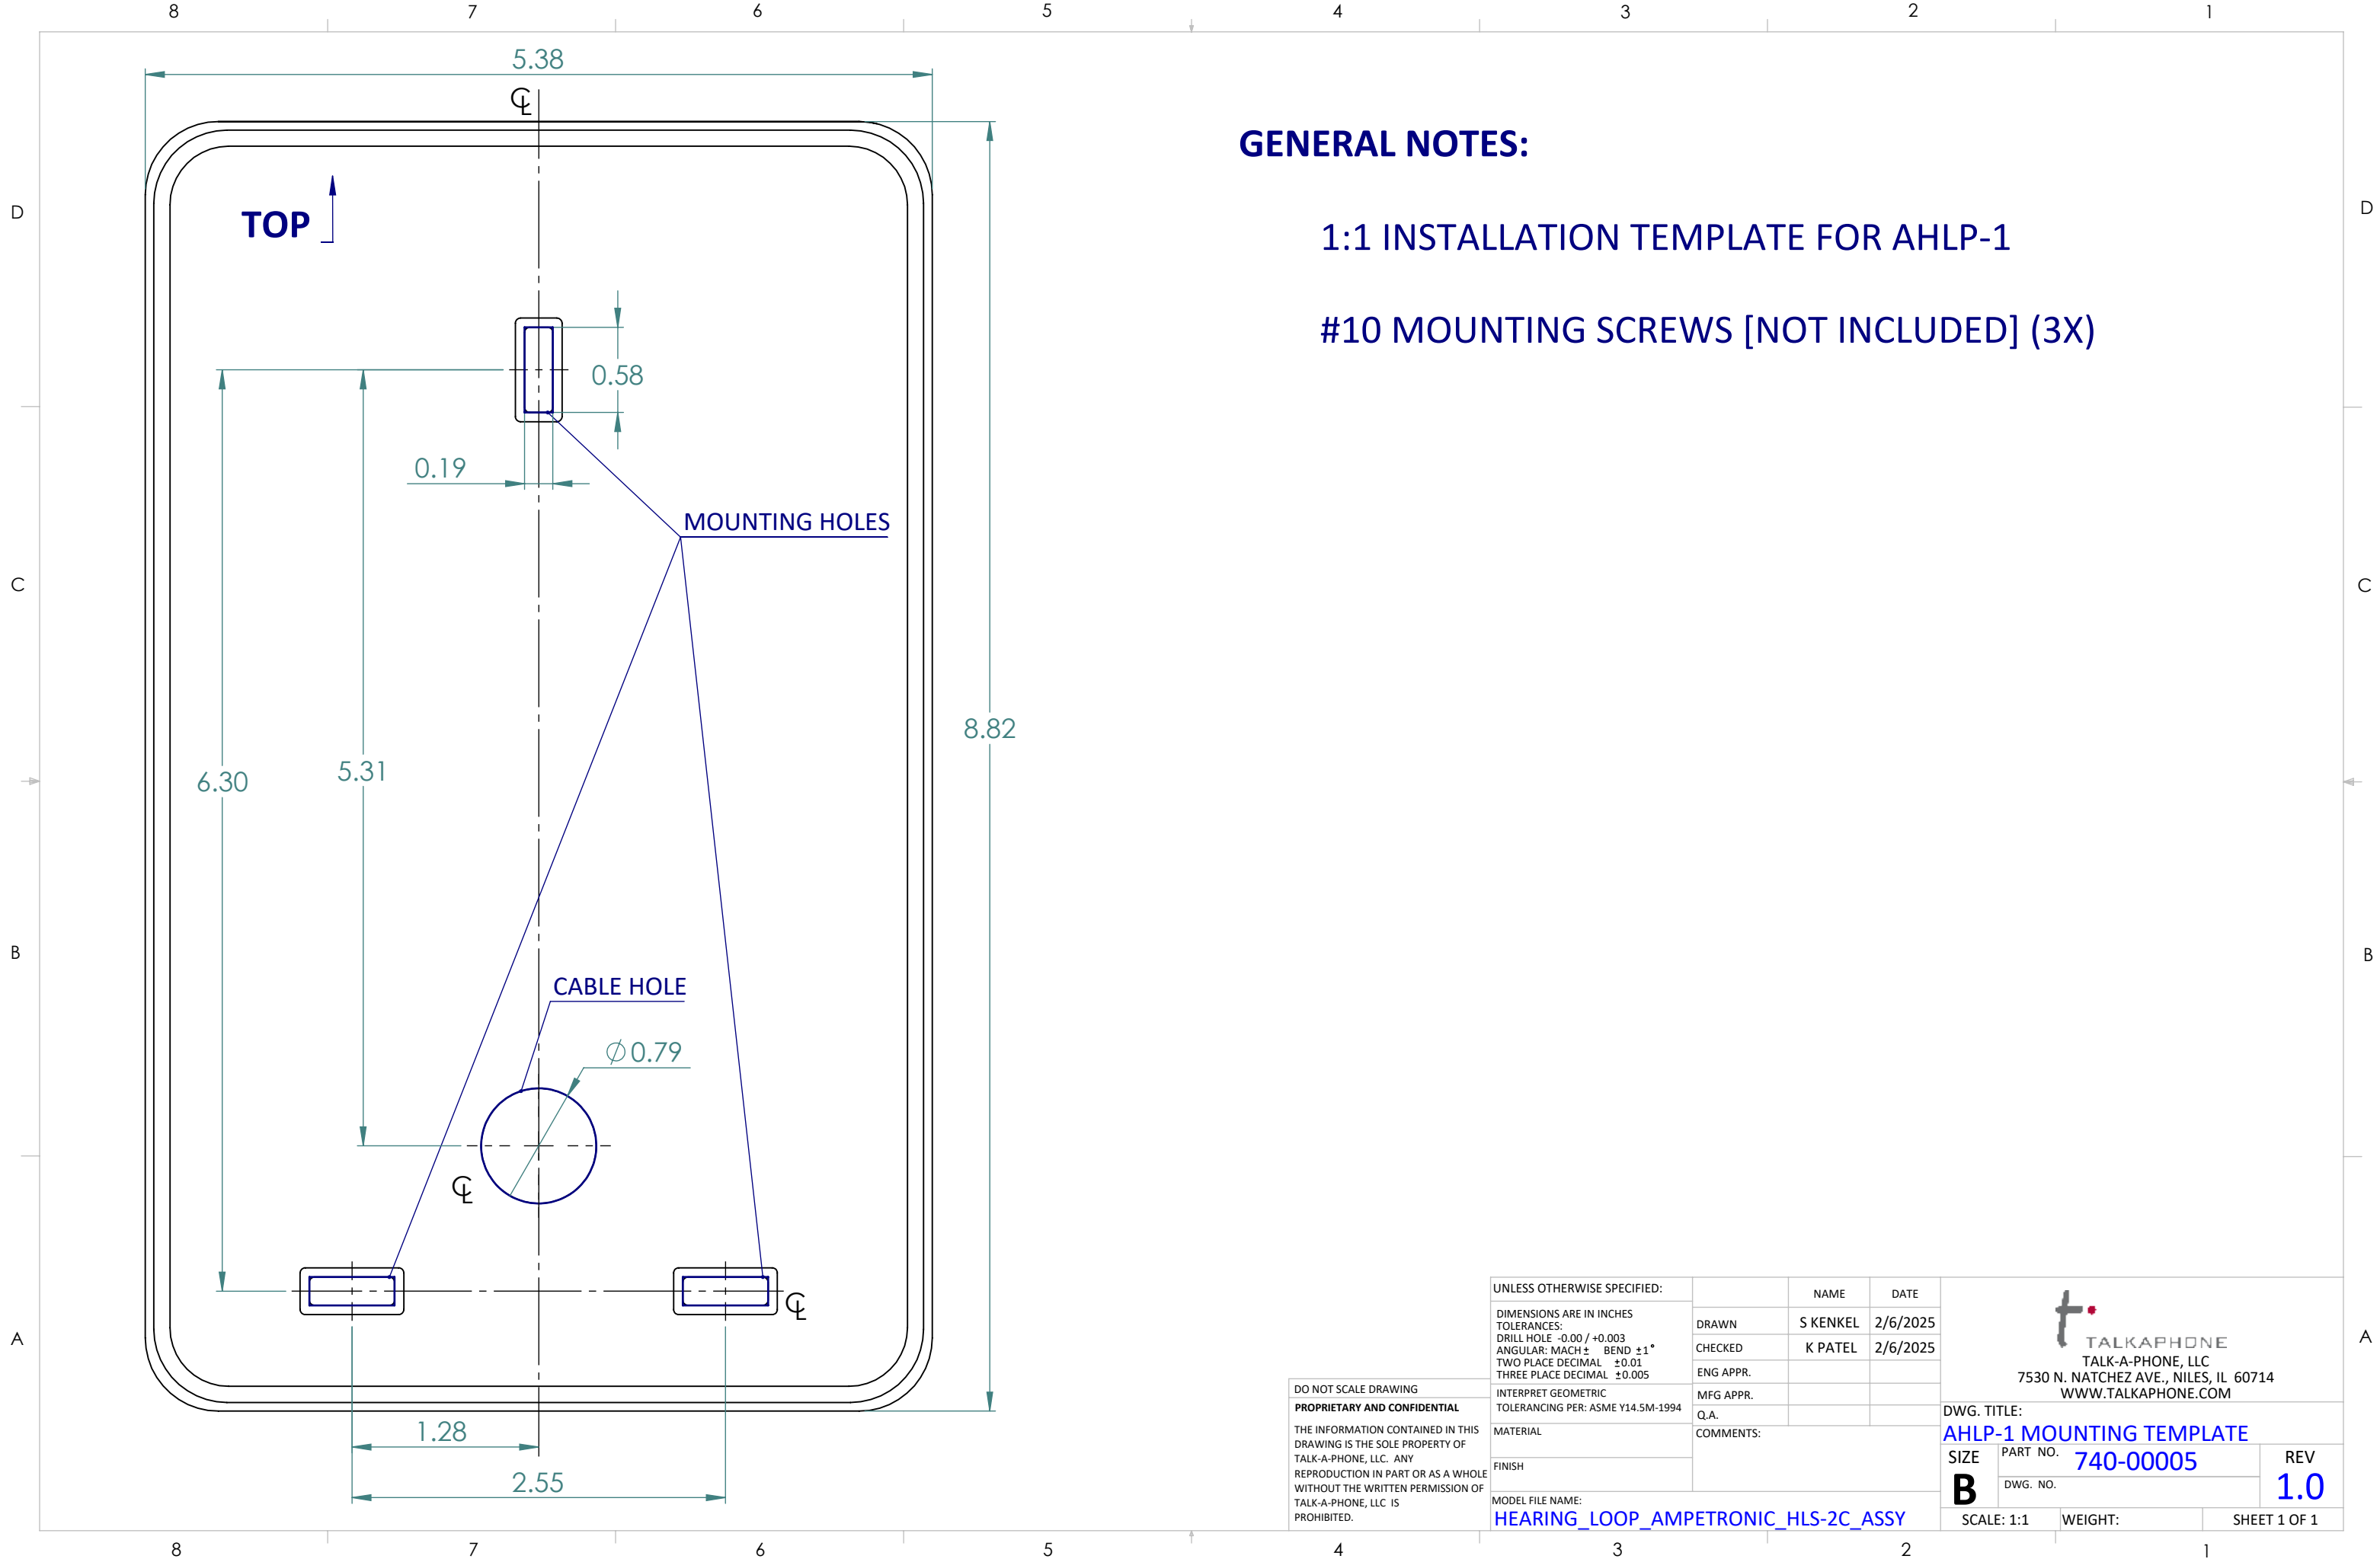 8 7 6 5 4 3 2 1
5.38
℄
GENERAL NOTES:
D
D
TOP
1:1 INSTALLATION TEMPLATE FOR AHLP-1
#10 MOUNTING SCREWS [NOT INCLUDED] (3X)
0.58
0.19
MOUNTING HOLES
C
C
8.82
6.30
5.31
B
B
CABLE HOLE
∅0.79
℄
℄
A
A
1.28
2.55
DO NOT SCALE DRAWING
PROPRIETARY AND CONFIDENTIAL
THE INFORMATION CONTAINED IN THIS
DRAWING IS THE SOLE PROPERTY OF
TALK-A-PHONE, LLC. ANY
REPRODUCTION IN PART OR AS A WHOLE
WITHOUT THE WRITTEN PERMISSION OF
TALK-A-PHONE, LLC IS
PROHIBITED.
UNLESS OTHERWISE SPECIFIED:
DIMENSIONS ARE IN INCHES
TOLERANCES:
DRILL HOLE -0.00 / +0.003
ANGULAR: MACH ± BEND ±1°
TWO PLACE DECIMAL ±0.01
THREE PLACE DECIMAL ±0.005
INTERPRET GEOMETRIC
TOLERANCING PER: ASME Y14.5M-1994
MATERIAL
FINISH
MODEL FILE NAME:
HEARING_LOOP_AMPETRONIC_HLS-2C_ASSY
NAME DATE
DRAWN S KENKEL 2/6/2025
CHECKED K PATEL 2/6/2025
ENG APPR.
MFG APPR.
Q.A.
COMMENTS:
TALKAPHONE
TALK-A-PHONE, LLC
7530 N. NATCHEZ AVE., NILES, IL 60714
WWW.TALKAPHONE.COM
DWG. TITLE:
AHLP-1 MOUNTING TEMPLATE
SIZE
B
PART NO. 740-00005
DWG. NO.
REV
1.0
SCALE: 1:1 WEIGHT: SHEET 1 OF 1
8 7 6 5 4 3 2 1